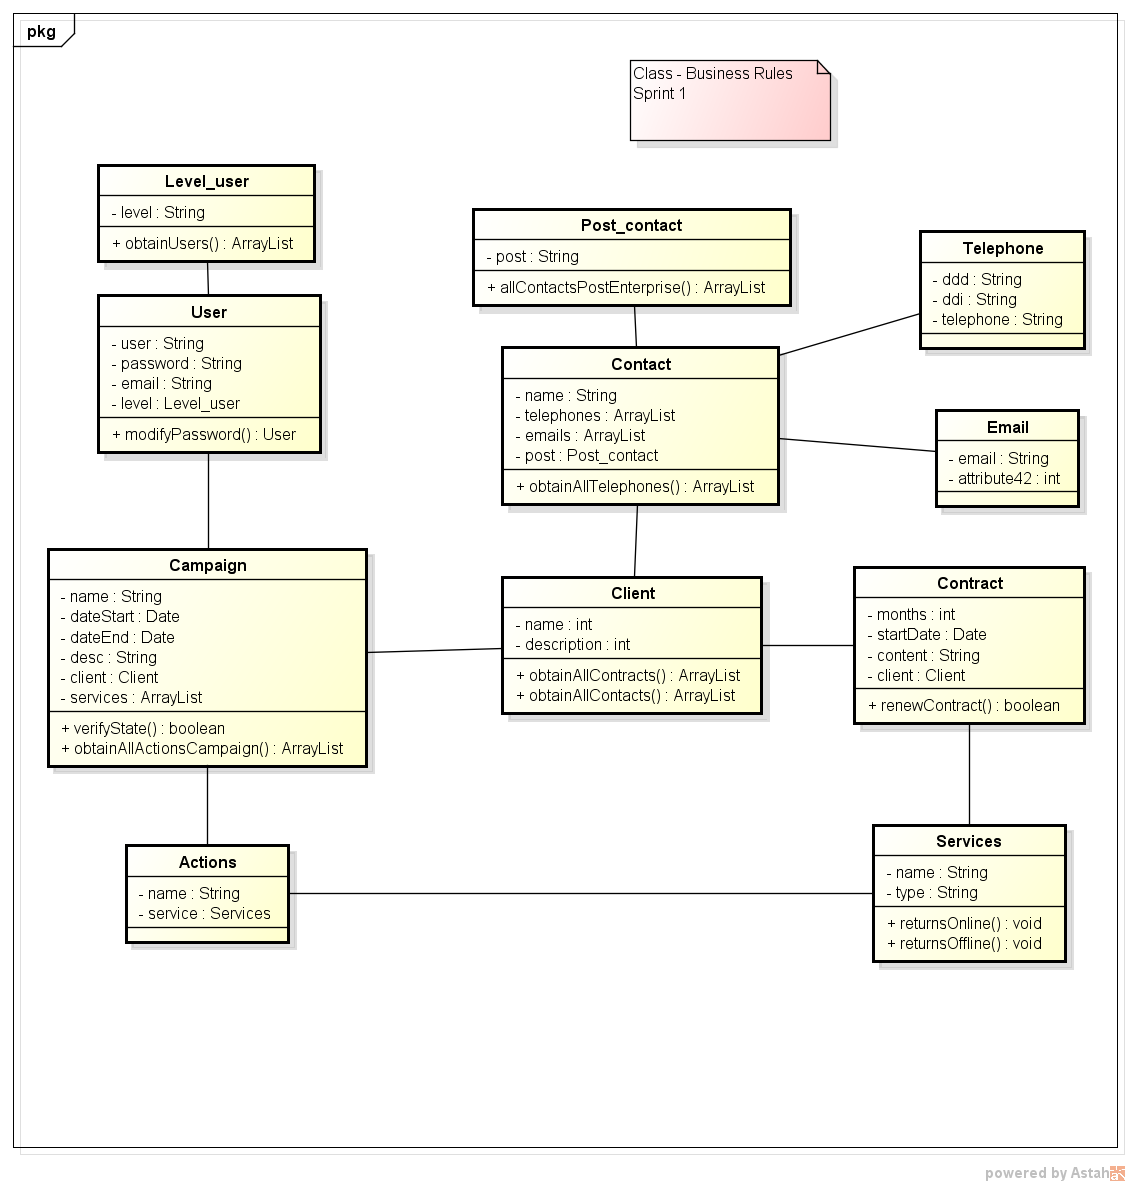 pkg
Class - Business Rules
Sprint 1
Level_user
- level : String
+ obtainUsers() : ArrayList
User
- user : String
- password : String
- email : String
- level : Level_user
+ modifyPassword() : User
Post_contact
- post : String
+ allContactsPostEnterprise() : ArrayList
Telephone
- ddd : String
- ddi : String
- telephone : String
Contact
- name : String
- telephones : ArrayList
- emails : ArrayList
- post : Post_contact
+ obtainAllTelephones() : ArrayList
Email
- email : String
- attribute42 : int
Campaign
- name : String
- dateStart : Date
- dateEnd : Date
- desc : String
- client : Client
- services : ArrayList
+ verifyState() : boolean
+ obtainAllActionsCampaign() : ArrayList
Client
- name : int
- description : int
+ obtainAllContracts() : ArrayList
+ obtainAllContacts() : ArrayList
Contract
- months : int
- startDate : Date
- content : String
- client : Client
+ renewContract() : boolean
Actions
- name : String
- service : Services
Services
- name : String
- type : String
+ returnsOnline() : void
+ returnsOffline() : void
powered by Astah